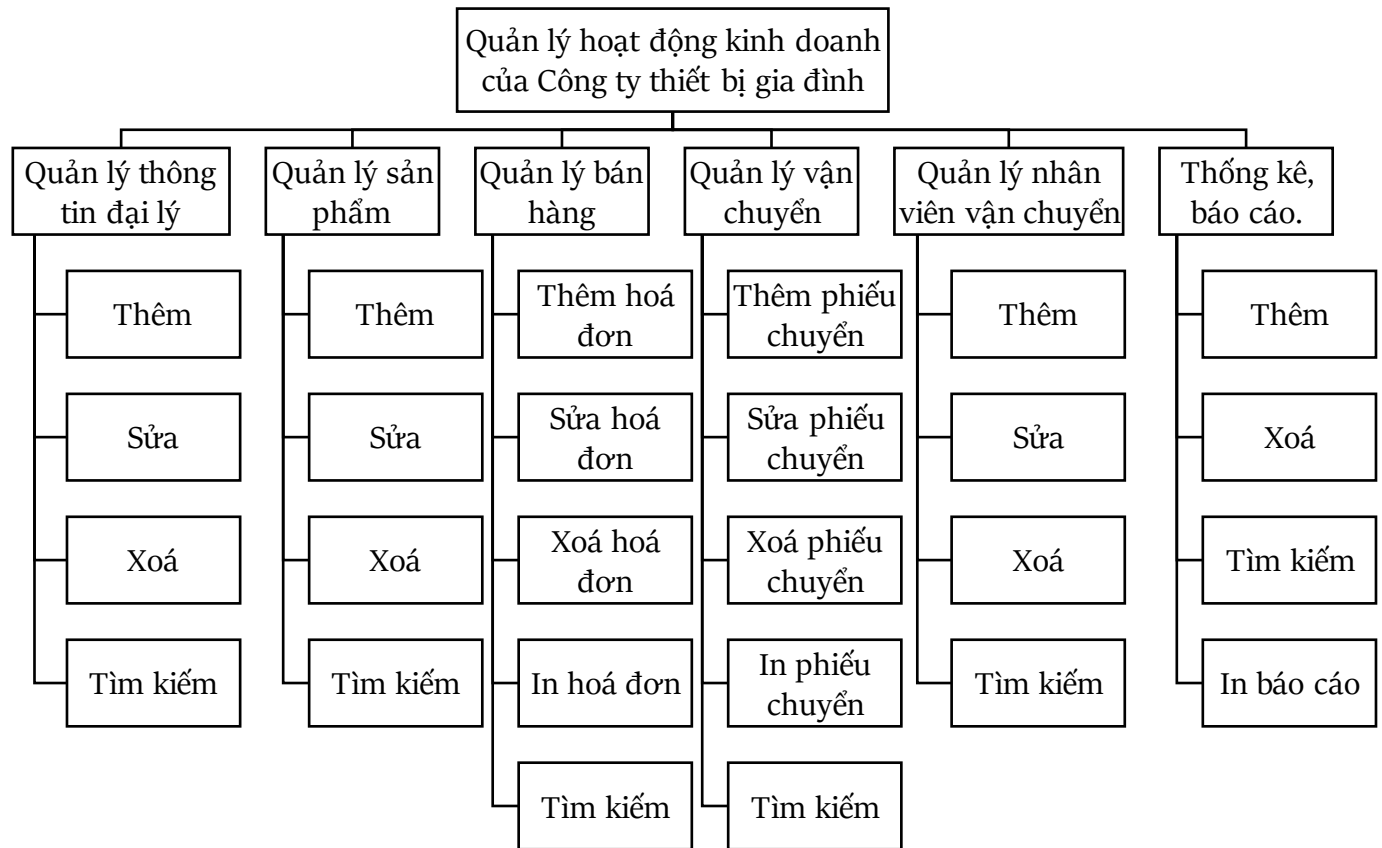 Quản lý hoạt động kinh doanh
của Công ty thiết bị gia đình
Quản lý thông
tin đại lý
Quản lý sản
phẩm
Quản lý bán
hàng
Quản lý vận
chuyển
Quản lý nhân
viên vận chuyển
Thống kê,
báo cáo.
Thêm
Sửa
Xoá
Tìm kiếm
Thêm
Sửa
Xoá
Tìm kiếm
Thêm hoá
đơn
Sửa hoá
đơn
Xoá hoá
đơn
In hoá đơn
Tìm kiếm
Thêm phiếu
chuyển
Sửa phiếu
chuyển
Xoá phiếu
chuyển
In phiếu
chuyển
Tìm kiếm
Thêm
Sửa
Xoá
Tìm kiếm
Thêm
Xoá
Tìm kiếm
In báo cáo